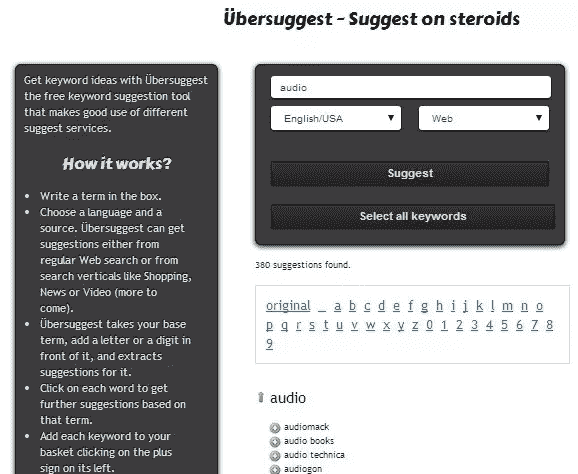 Übersuggest - Suggest on steroids
Get keyword ideas with Übersuggest
the free keyword suggestion tool
that makes good use of different
suggest services.
How it works?
• Write a term in the box.
• Choose a language and a
source. Übersuggest can get
suggestions either from
regular Web search or from
search verticals like Shopping,
News or Video (more to
come).
• Übersuggest takes your base
term, add a letter or a digit in
front of it, and extracts
suggestions for it.
• Click on each word to get
further suggestions based on
that term.
• Add each keyword to your
basket clicking on the plus
sign on its left.
audio
English/USA Web
Suggest
Select all keywords
380 suggestions found.
original _ a b c d e f g h i j k l m n o
p q r s t u v w x y z 0 1 2 3 4 5 6 7 8
9
audio
audiomack
audio books
audio technica
audiogon